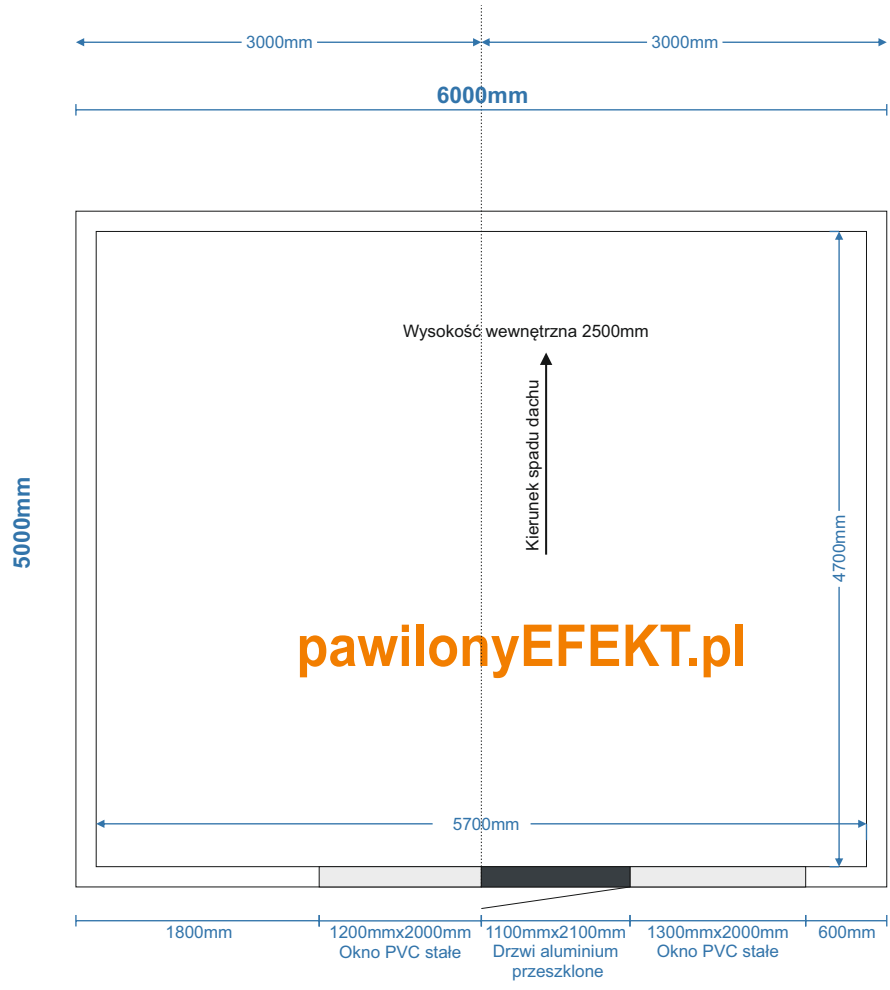 3000mm
3000mm
6000mm
Wysokość wewnętrzna 2500mm
Kierunek spadu dachu
5000mm
4700mm
pawilonyEFEKT.pl
5700mm
1800mm
1200mmx2000mm
Okno PVC stałe
1100mmx2100mm
Drzwi aluminium
przeszklone
1300mmx2000mm
Okno PVC stałe
600mm